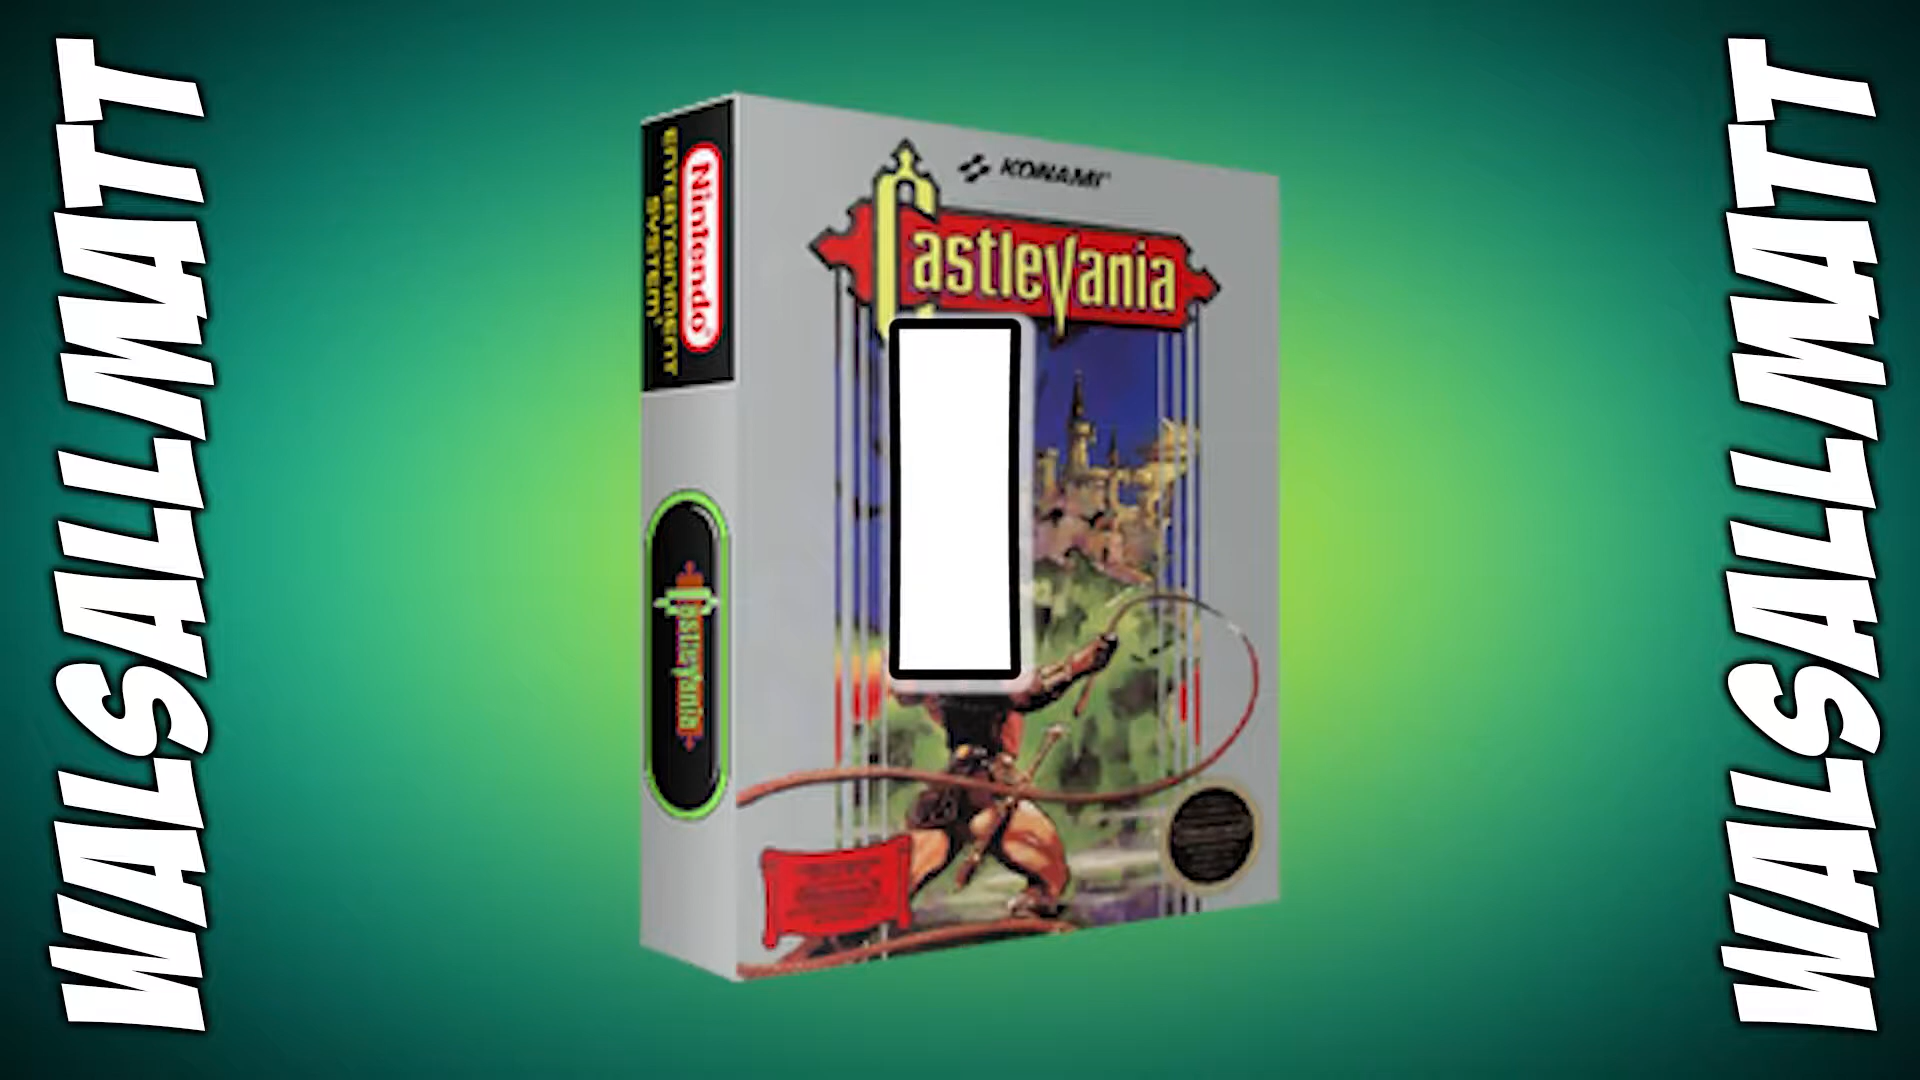 WALSALLMATT
Nintendo
ENTERTAINMENT
SYSTEM
Castlevania
KONAMI
Castlevania
WALSALLMATT